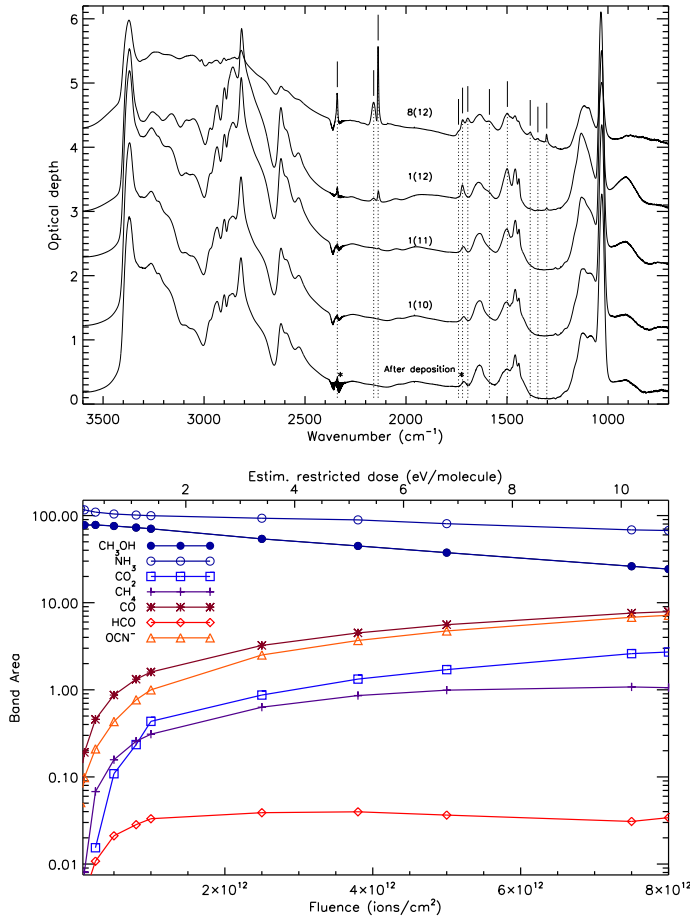 6
5
4
3
2
1
0
Optical depth
8(12)
1(12)
1(11)
1(10)
After deposition
*
*
3600
3000
2500
2000
1500
1000
Wavenumber (cm⁻¹)
Estim. restricted dose (eV/molecule)
2
4
6
8
10
100.00
10.00
1.00
0.10
0.01
Band Area
CH₃OH
NH₃
CO₂
CH₄
CO
HCO
OCN⁻
2×10¹²
4×10¹²
6×10¹²
8×10¹²
Fluence (ions/cm²)